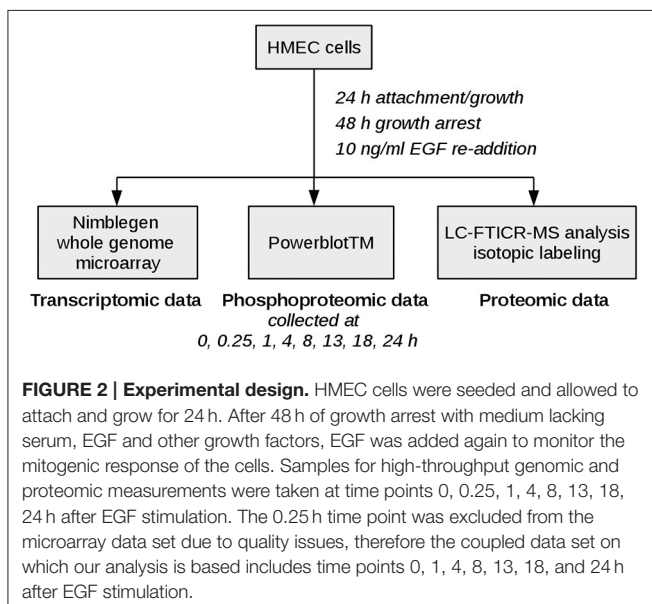 HMEC cells
24 h attachment/growth
48 h growth arrest
10 ng/ml EGF re-addition
Nimblegen
whole genome
microarray
Transcriptomic data
PowerblotTM
Phosphoproteomic data
collected at
0, 0.25, 1, 4, 8, 13, 18, 24 h
LC-FTICR-MS analysis
isotopic labeling
Proteomic data
FIGURE 2 | Experimental design. HMEC cells were seeded and allowed to
attach and grow for 24 h. After 48 h of growth arrest with medium lacking
serum, EGF and other growth factors, EGF was added again to monitor the
mitogenic response of the cells. Samples for high-throughput genomic and
proteomic measurements were taken at time points 0, 0.25, 1, 4, 8, 13, 18,
24 h after EGF stimulation. The 0.25 h time point was excluded from the
microarray data set due to quality issues, therefore the coupled data set on
which our analysis is based includes time points 0, 1, 4, 8, 13, 18, and 24 h
after EGF stimulation.